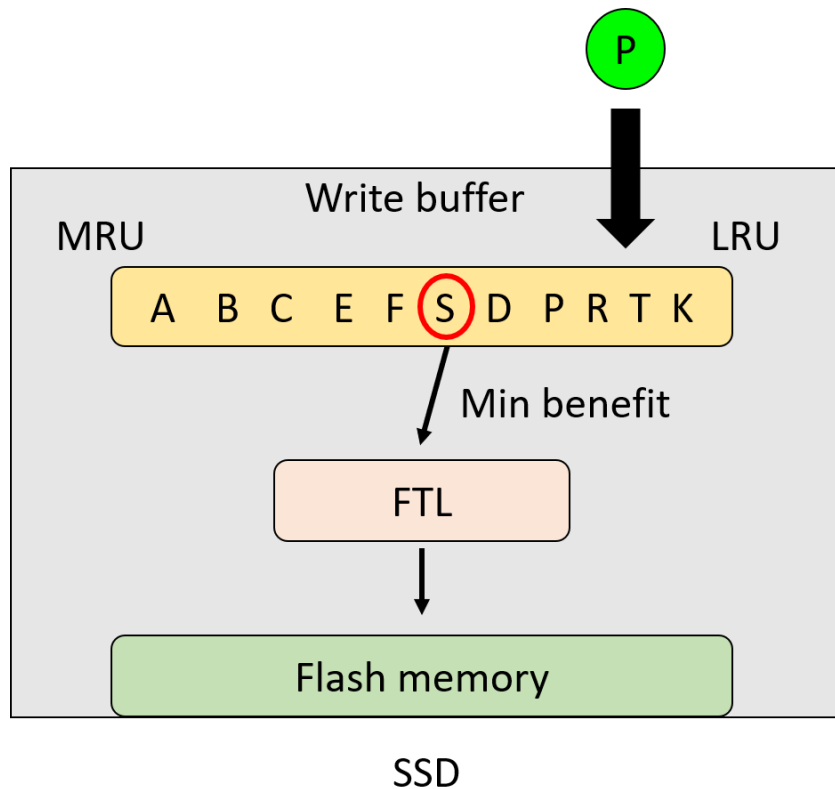 P
Write buffer
MRU LRU
A B C E F S D P R T K
Min benefit
FTL
Flash memory
SSD